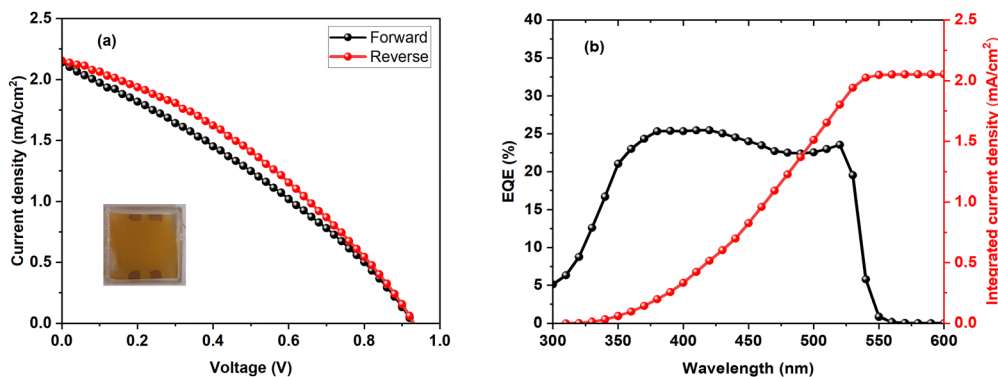 (a)
Forward
Reverse
2.5
2.0
1.5
1.0
0.5
0.0
0.0 0.2 0.4 0.6 0.8 1.0
Current density (mA/cm²)
Voltage (V)
(b)
40
35
30
25
20
15
10
5
0
300 350 400 450 500 550 600
2.5
2.0
1.5
1.0
0.5
0.0
EQE (%)
Wavelength (nm)
Integrated current density (mA/cm²)